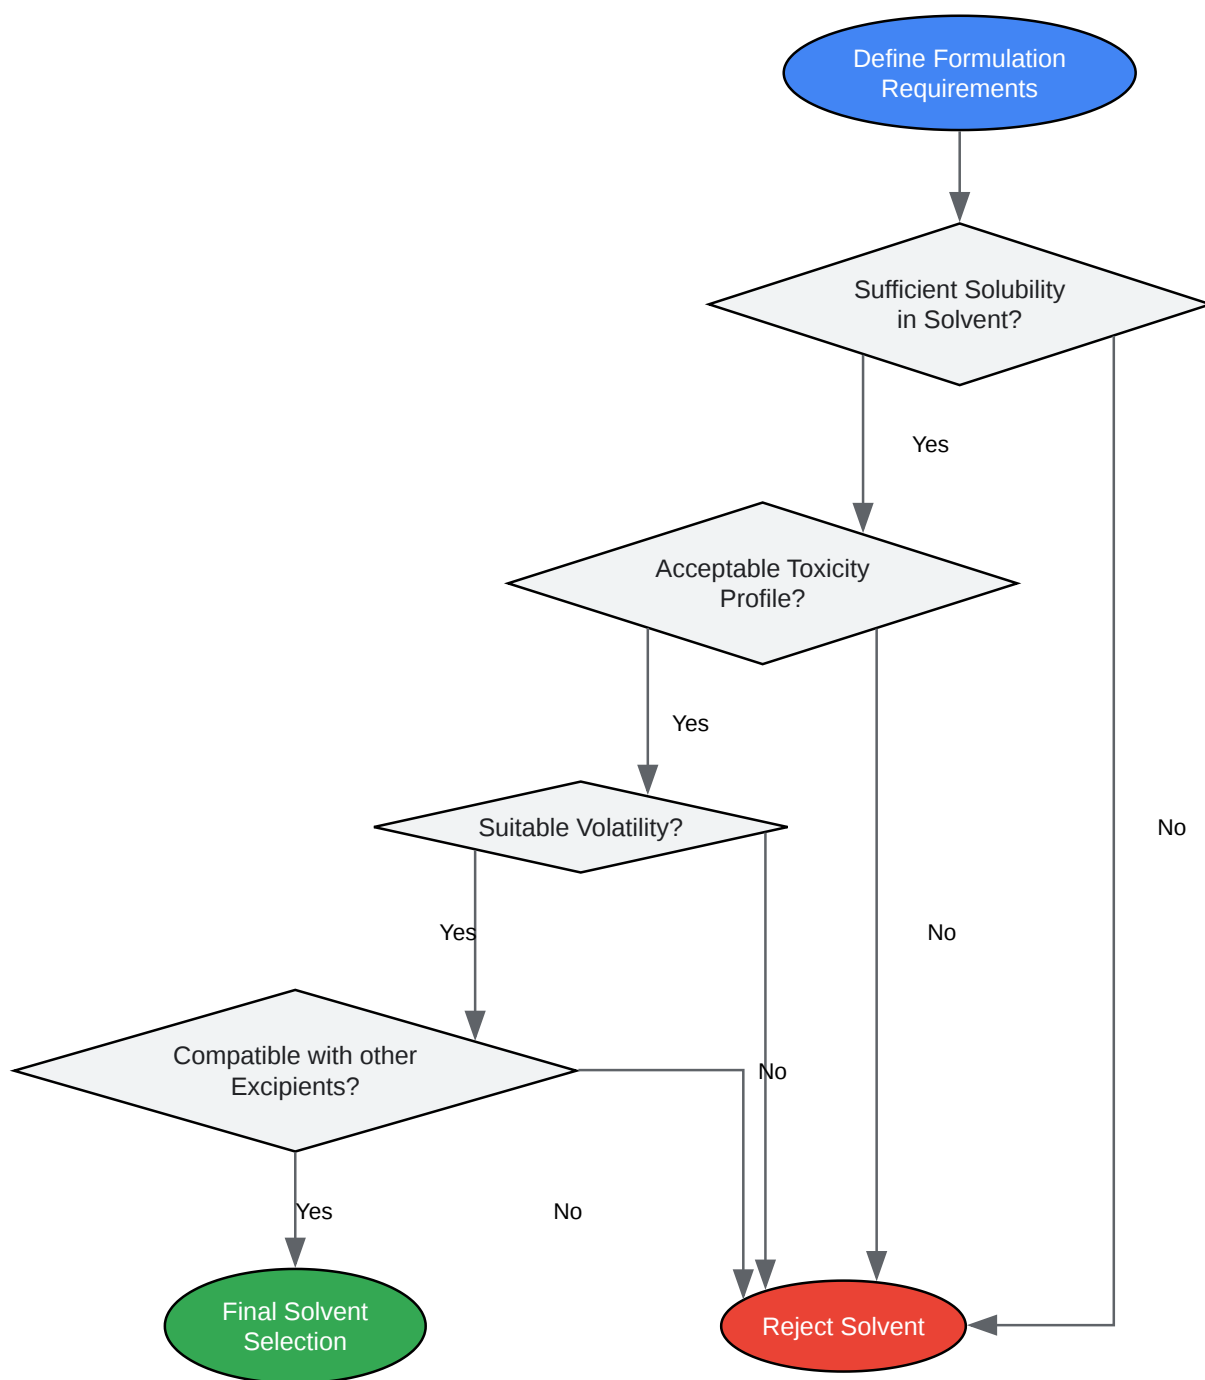 Define Formulation
Requirements
Sufficient Solubility
in Solvent?
Yes
Acceptable Toxicity
Profile?
Yes
Suitable Volatility?
No
Yes
No
Compatible with other
Excipients?
No
Yes
No
Final Solvent
Selection
Reject Solvent